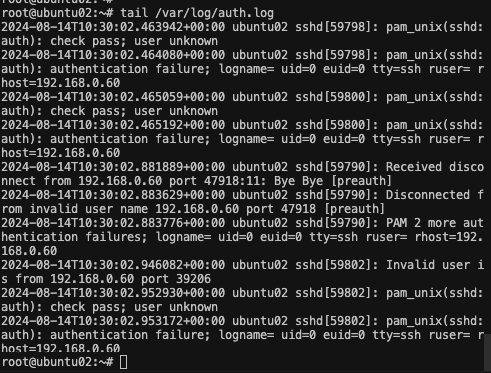 root@ubuntu02:~# tail /var/log/auth.log
2024-08-14T10:30:02.463942+00:00 ubuntu02 sshd[59798]: pam_unix(sshd:
auth): check pass; user unknown
2024-08-14T10:30:02.464080+00:00 ubuntu02 sshd[59798]: pam_unix(sshd:
auth): authentication failure; logname= uid=0 euid=0 tty=ssh ruser= r
host=192.168.0.60
2024-08-14T10:30:02.465059+00:00 ubuntu02 sshd[59800]: pam_unix(sshd:
auth): check pass; user unknown
2024-08-14T10:30:02.465192+00:00 ubuntu02 sshd[59800]: pam_unix(sshd:
auth): authentication failure; logname= uid=0 euid=0 tty=ssh ruser= r
host=192.168.0.60
2024-08-14T10:30:02.881889+00:00 ubuntu02 sshd[59790]: Received disco
nnect from 192.168.0.60 port 47918:11: Bye Bye [preauth]
2024-08-14T10:30:02.883629+00:00 ubuntu02 sshd[59790]: Disconnected f
rom invalid user name 192.168.0.60 port 47918 [preauth]
2024-08-14T10:30:02.883776+00:00 ubuntu02 sshd[59790]: PAM 2 more aut
hentication failures; logname= uid=0 euid=0 tty=ssh ruser= rhost=192.
168.0.60
2024-08-14T10:30:02.946082+00:00 ubuntu02 sshd[59802]: Invalid user i
s from 192.168.0.60 port 39206
2024-08-14T10:30:02.952930+00:00 ubuntu02 sshd[59802]: pam_unix(sshd:
auth): check pass; user unknown
2024-08-14T10:30:02.953172+00:00 ubuntu02 sshd[59802]: pam_unix(sshd:
auth): authentication failure; logname= uid=0 euid=0 tty=ssh ruser= r
host=192.168.0.60
root@ubuntu02:~#